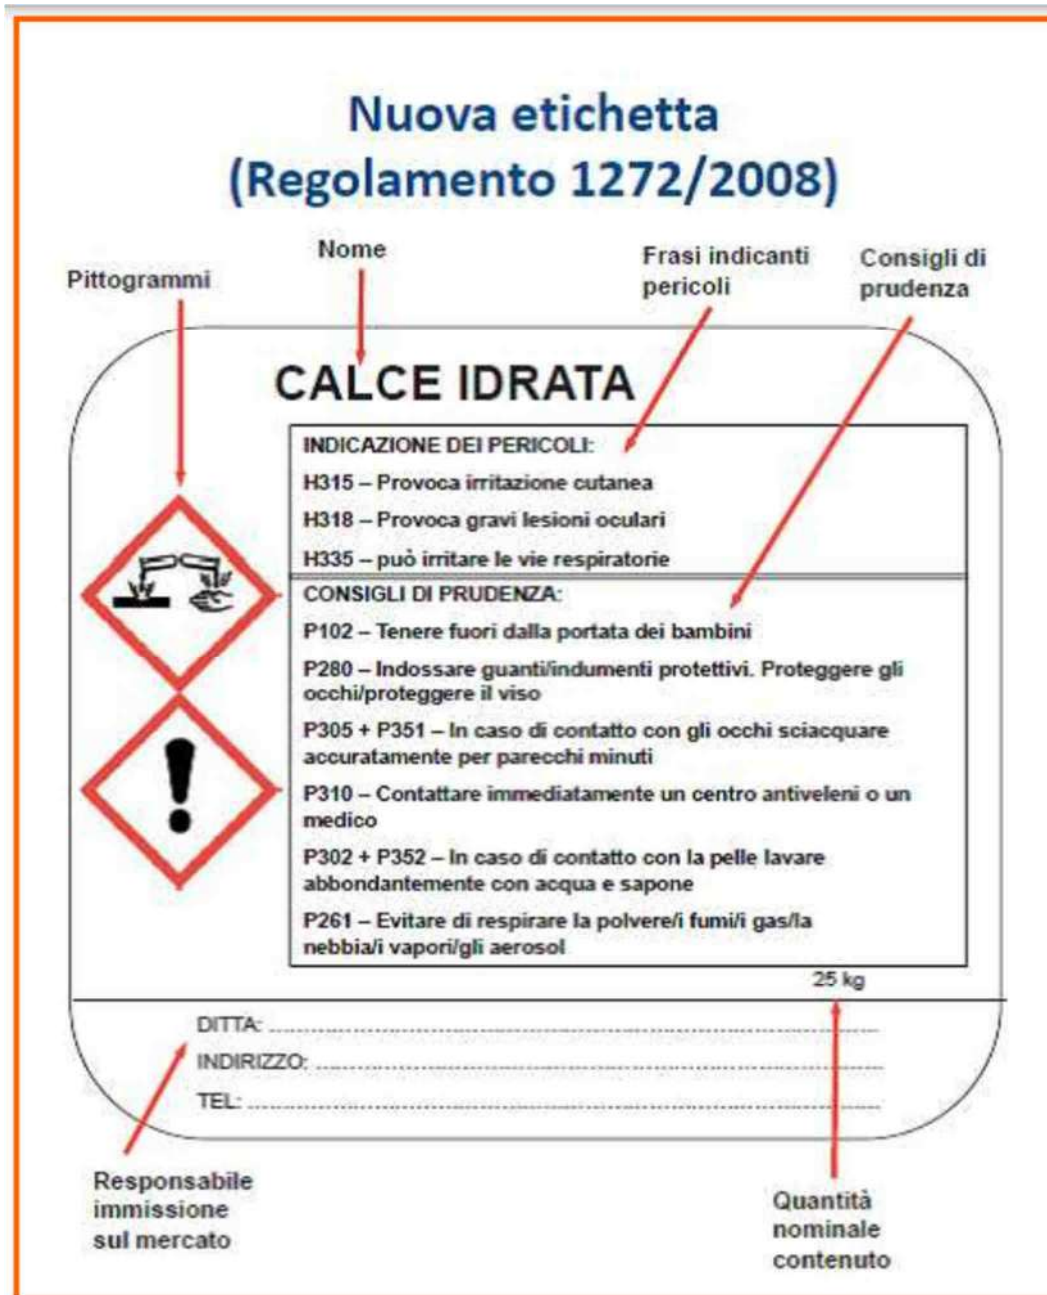 Nuova etichetta
(Regolamento 1272/2008)
Nome
Pittogrammi
Frasi indicanti
pericoli
Consigli di
prudenza
CALCE IDRATA
INDICAZIONE DEI PERICOLI:
H315 – Provoca irritazione cutanea
H318 – Provoca gravi lesioni oculari
H335 – può irritare le vie respiratorie
CONSIGLI DI PRUDENZA:
P102 – Tenere fuori dalla portata dei bambini
P280 – Indossare guanti/indumenti protettivi. Proteggere gli
occhi/proteggere il viso
P305 + P351 – In caso di contatto con gli occhi sciacquare
accuratamente per parecchi minuti
P310 – Contattare immediatamente un centro antiveleni o un
medico
P302 + P352 – In caso di contatto con la pelle lavare
abbondantemente con acqua e sapone
P261 – Evitare di respirare la polvere/i fumi/i gas/la
nebbia/i vapori/gli aerosol
25 kg
DITTA:
INDIRIZZO:
TEL:
Responsabile
immissione
sul mercato
Quantità
nominale
contenuto